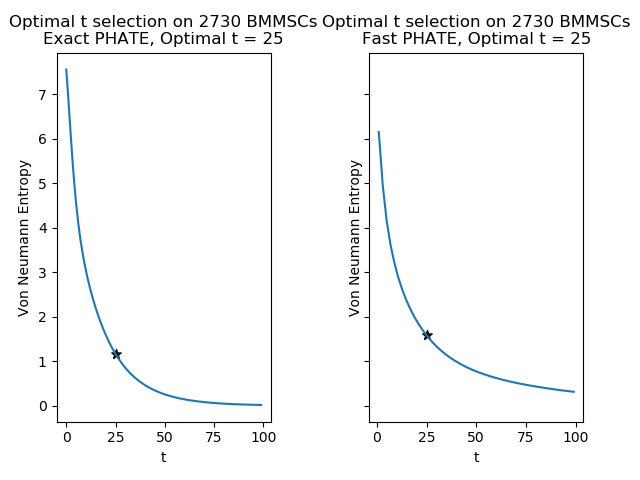 Optimal t selection on 2730 BMMSCs
Exact PHATE, Optimal t = 25
Von Neumann Entropy
7
6
5
4
3
2
1
0
0 25 50 75 100
t
Optimal t selection on 2730 BMMSCs
Fast PHATE, Optimal t = 25
Von Neumann Entropy
0 25 50 75 100
t